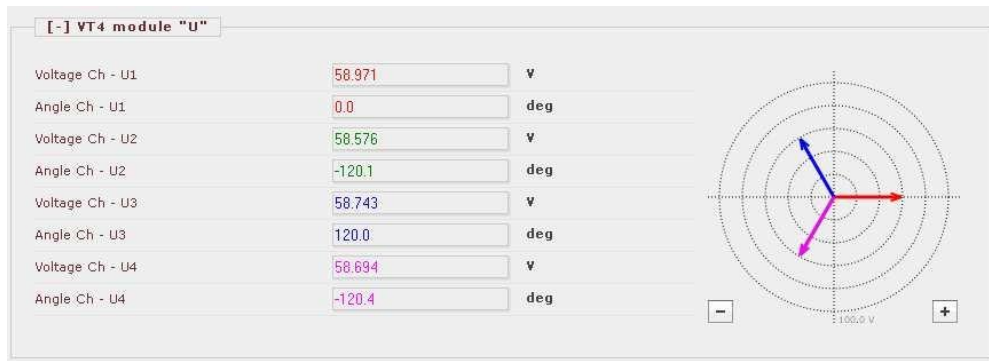 [-] VT4 module "U"
Voltage Ch - U1 58.971 V
Angle Ch - U1 0.0 deg
Voltage Ch - U2 58.576 V
Angle Ch - U2 -120.1 deg
Voltage Ch - U3 58.743 V
Angle Ch - U3 120.0 deg
Voltage Ch - U4 58.694 V
Angle Ch - U4 -120.4 deg
- +
100.0 V